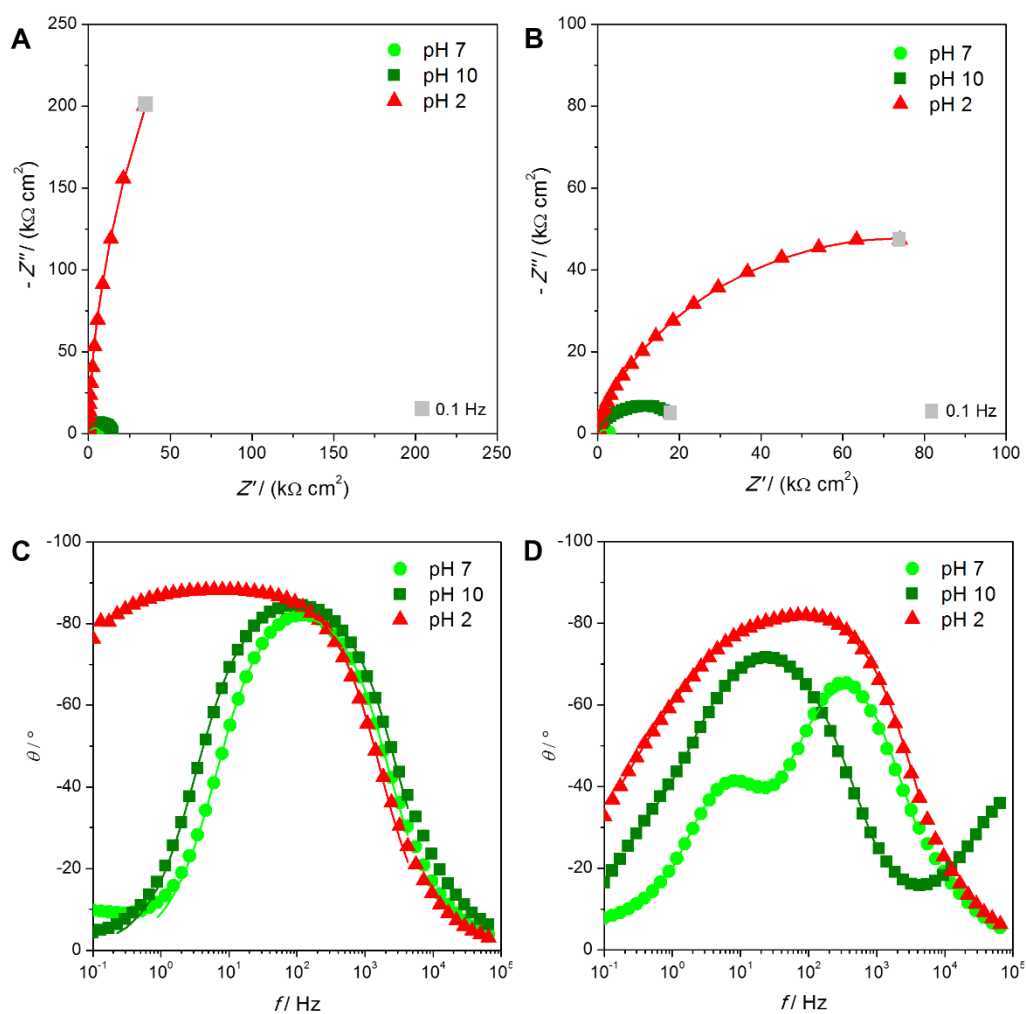 A
250
200
150
100
50
0
- Z″ / (kΩ cm²)
pH 7
pH 10
pH 2
0.1 Hz
0 50 100 150 200 250
Z′ / (kΩ cm²)
B
100
80
60
40
20
0
- Z″ / (kΩ cm²)
pH 7
pH 10
pH 2
0.1 Hz
0 20 40 60 80 100
Z′ / (kΩ cm²)
C
-100
-80
-60
-40
-20
0
θ / °
pH 7
pH 10
pH 2
10⁻¹ 10⁰ 10¹ 10² 10³ 10⁴ 10⁵
f / Hz
D
-100
-80
-60
-40
-20
0
θ / °
pH 7
pH 10
pH 2
10⁻¹ 10⁰ 10¹ 10² 10³ 10⁴ 10⁵
f / Hz